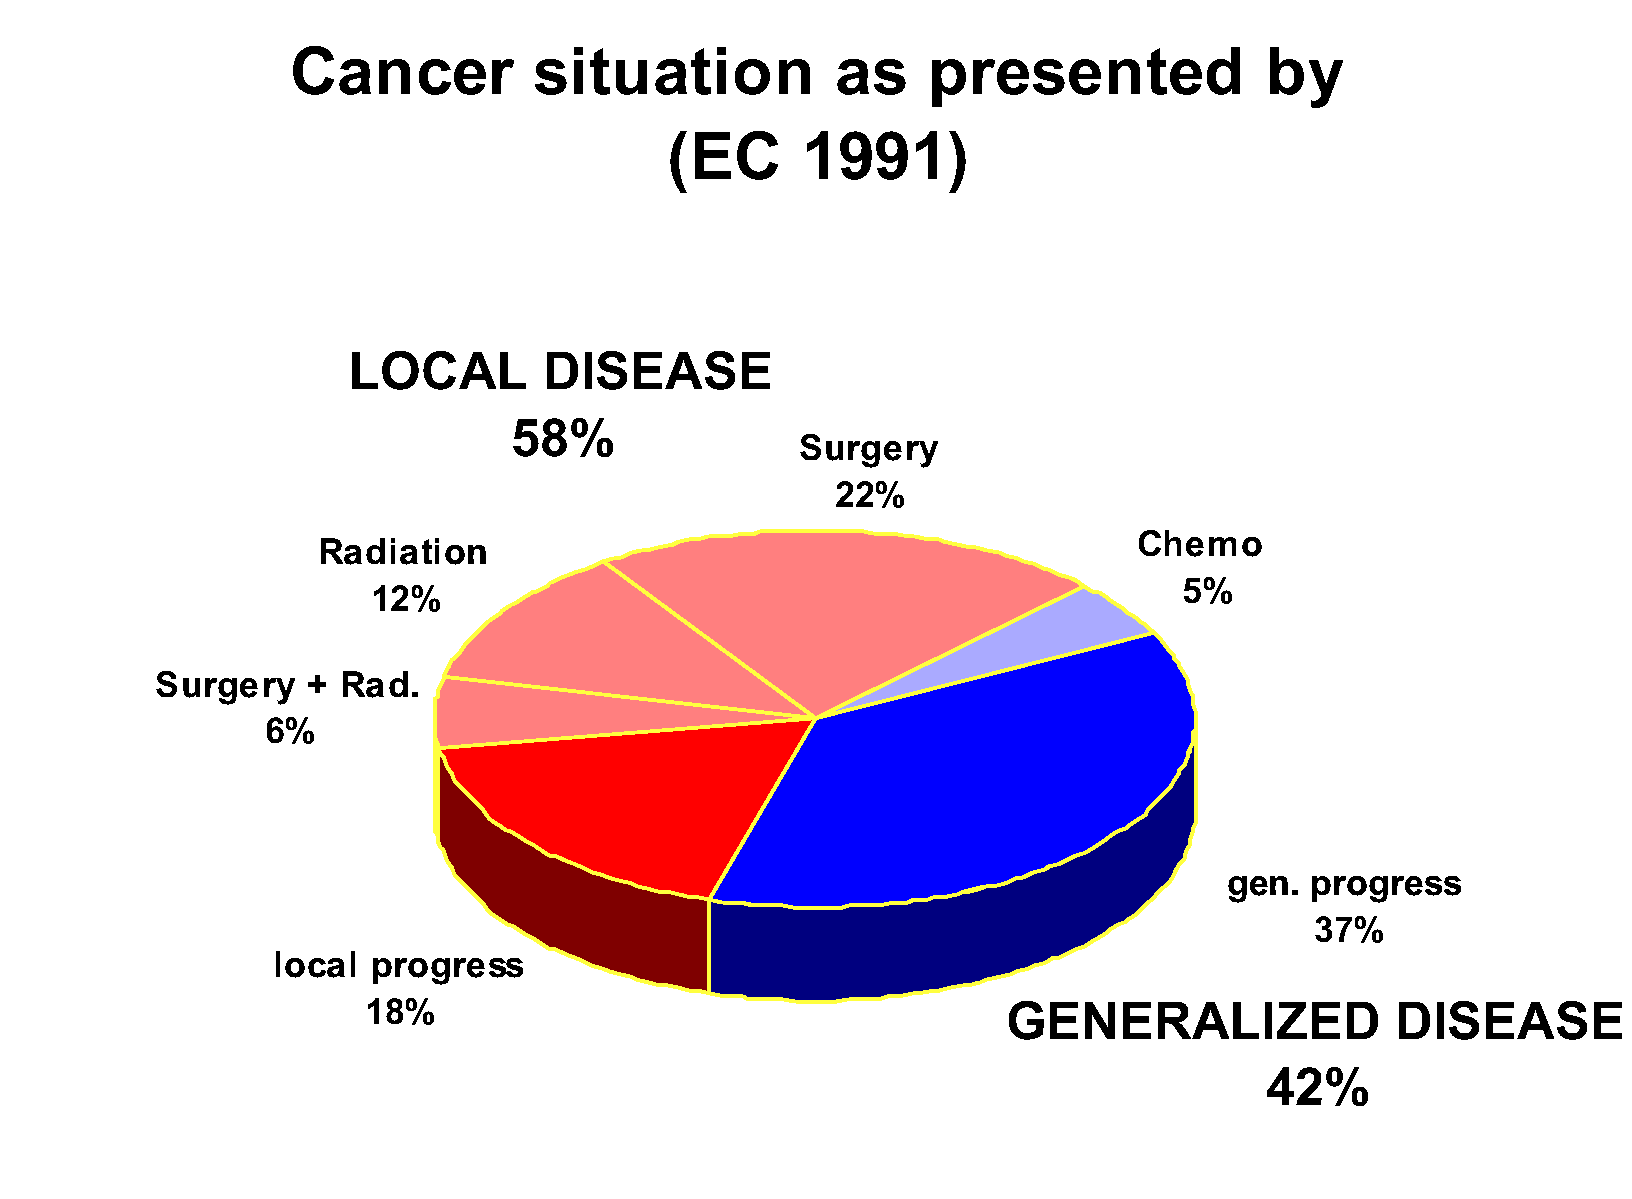 Cancer situation as presented by
(EC 1991)
LOCAL DISEASE
58%
Surgery
22%
Chemo
5%
Radiation
12%
Surgery + Rad.
6%
gen. progress
37%
local progress
18%
GENERALIZED DISEASE
42%